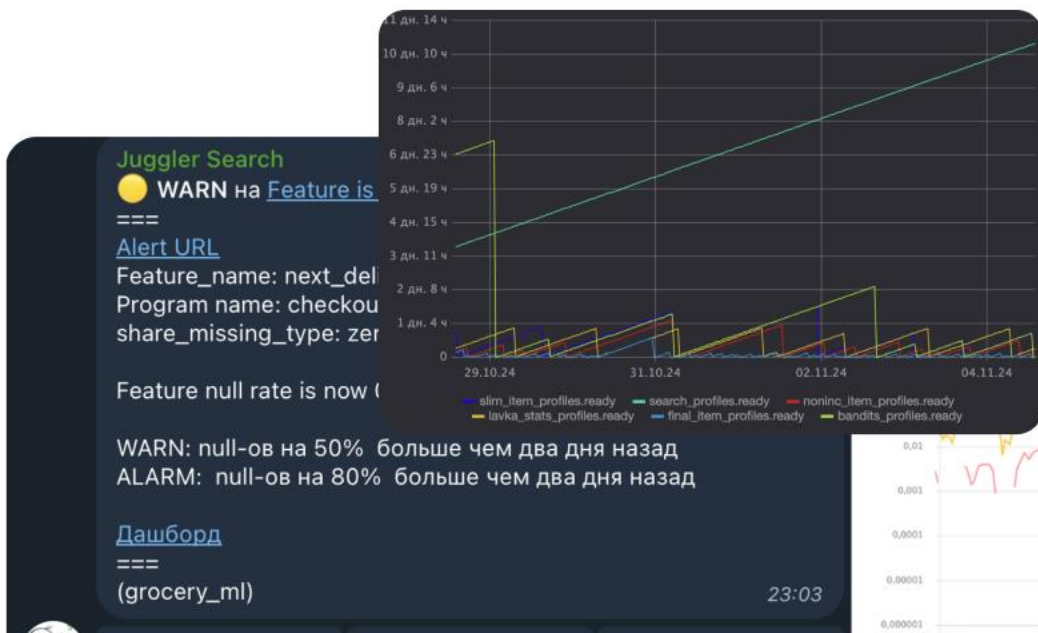 11 дн. 14 ч
10 дн. 10 ч
9 дн. 6 ч
8 дн. 2 ч
6 дн. 23 ч
5 дн. 19 ч
4 дн. 15 ч
3 дн. 11 ч
2 дн. 8 ч
1 дн. 4 ч
0
29.10.24 31.10.24 02.11.24 04.11.24
slim_item_profiles.ready search_profiles.ready noninc_item_profiles.ready
lavka_stats_profiles.ready final_item_profiles.ready bandits_profiles.ready
Juggler Search
WARN на Feature is
===
Alert URL
Feature_name: next_deli
Program name: checkou
share_missing_type: zer
Feature null rate is now
WARN: null-ов на 50% больше чем два дня назад
ALARM: null-ов на 80% больше чем два дня назад
Дашборд
===
(grocery_ml)
23:03
0,01
0,001
0,0001
0,00001
0,000001